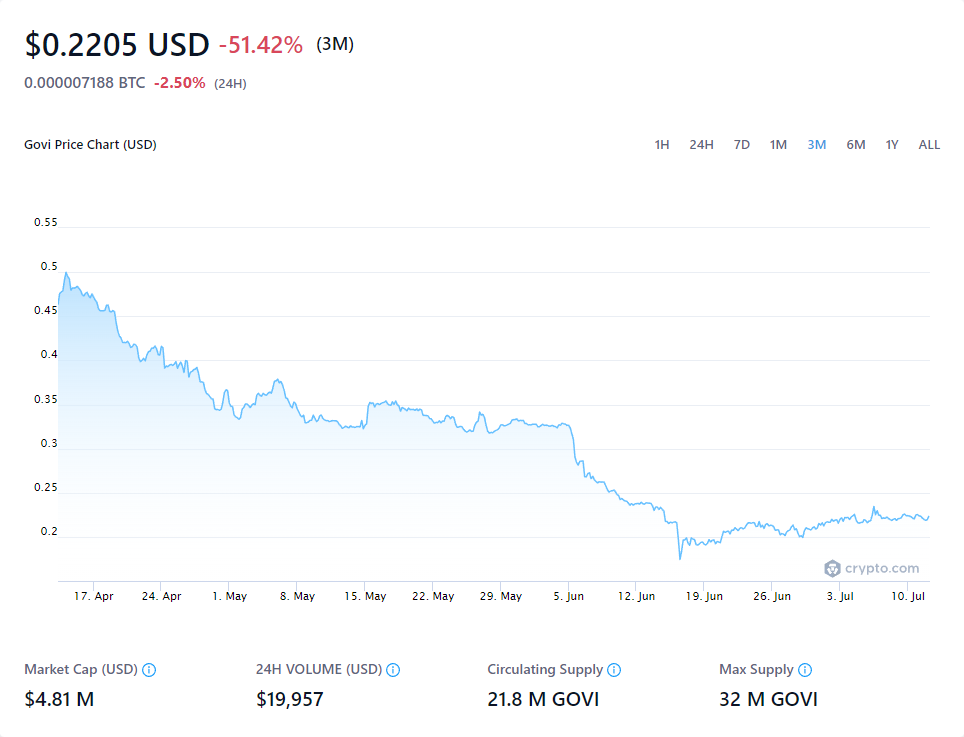 $0.2205 USD -51.42% (3M)
0.000007188 BTC -2.50% (24H)
Govi Price Chart (USD) 1H 24H 7D 1M 3M 6M 1Y ALL
0.55
0.5
0.45
0.4
0.35
0.3
0.25
0.2
crypto.com
17. Apr 24. Apr 1. May 8. May 15. May 22. May 29. May 5. Jun 12. Jun 19. Jun 26. Jun 3. Jul 10. Jul
Market Cap (USD) 24H VOLUME (USD) Circulating Supply Max Supply
$4.81 M $19,957 21.8 M GOVI 32 M GOVI